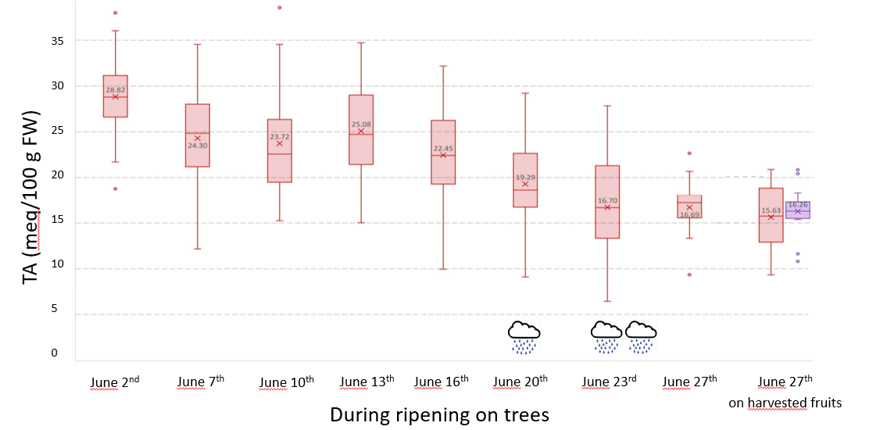 TA (meq/100 g FW)
35
30
25
20
15
10
5
0
28.82
24.30
23.72
25.08
22.45
19.29
16.70
16.69
15.63
16.26
June 2nd
June 7th
June 10th
June 13th
June 16th
June 20th
June 23rd
June 27th
June 27th
on harvested fruits
During ripening on trees